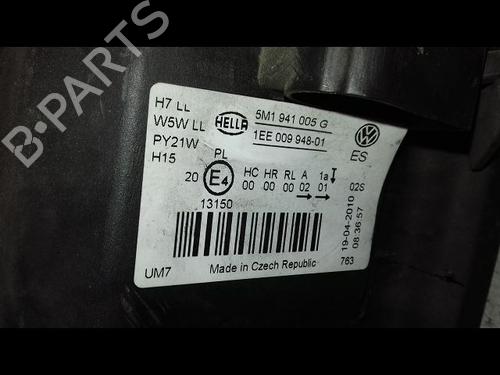 H7 LL
W5W LL
PY21W
H15
HELLA
5M1 941 005 G
1EE 009 948-01
ES
PL
20 E4
HC HR RL A 1a
00 00 00 02 01
02S
13150
19-04-2010
08:36:57
UM7
Made in Czech Republic
763
B-PARTS